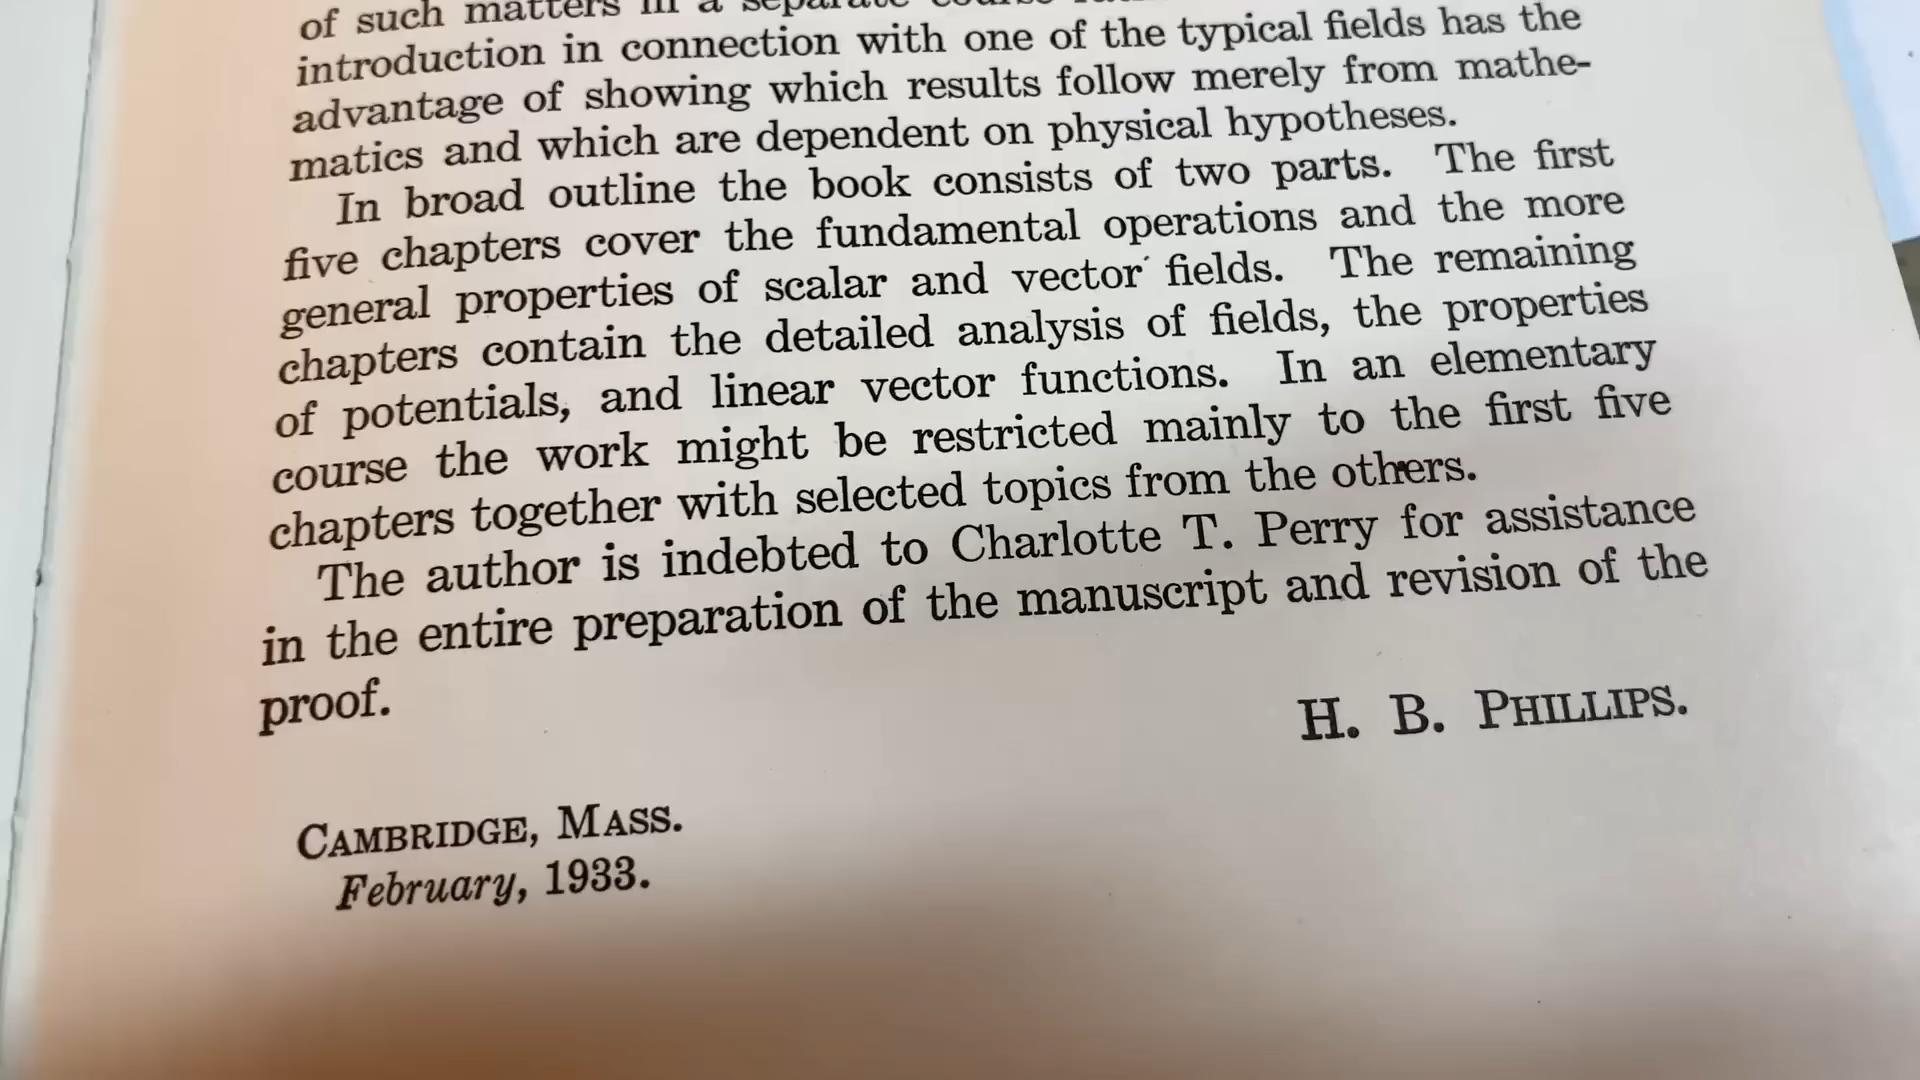 of such matters in a separate course
introduction in connection with one of the typical fields has the
advantage of showing which results follow merely from mathe-
matics and which are dependent on physical hypotheses.
In broad outline the book consists of two parts. The first
five chapters cover the fundamental operations and the more
general properties of scalar and vector fields. The remaining
chapters contain the detailed analysis of fields, the properties
of potentials, and linear vector functions. In an elementary
course the work might be restricted mainly to the first five
chapters together with selected topics from the others.
The author is indebted to Charlotte T. Perry for assistance
in the entire preparation of the manuscript and revision of the
proof.
H. B. PHILLIPS.
CAMBRIDGE, MASS.
February, 1933.